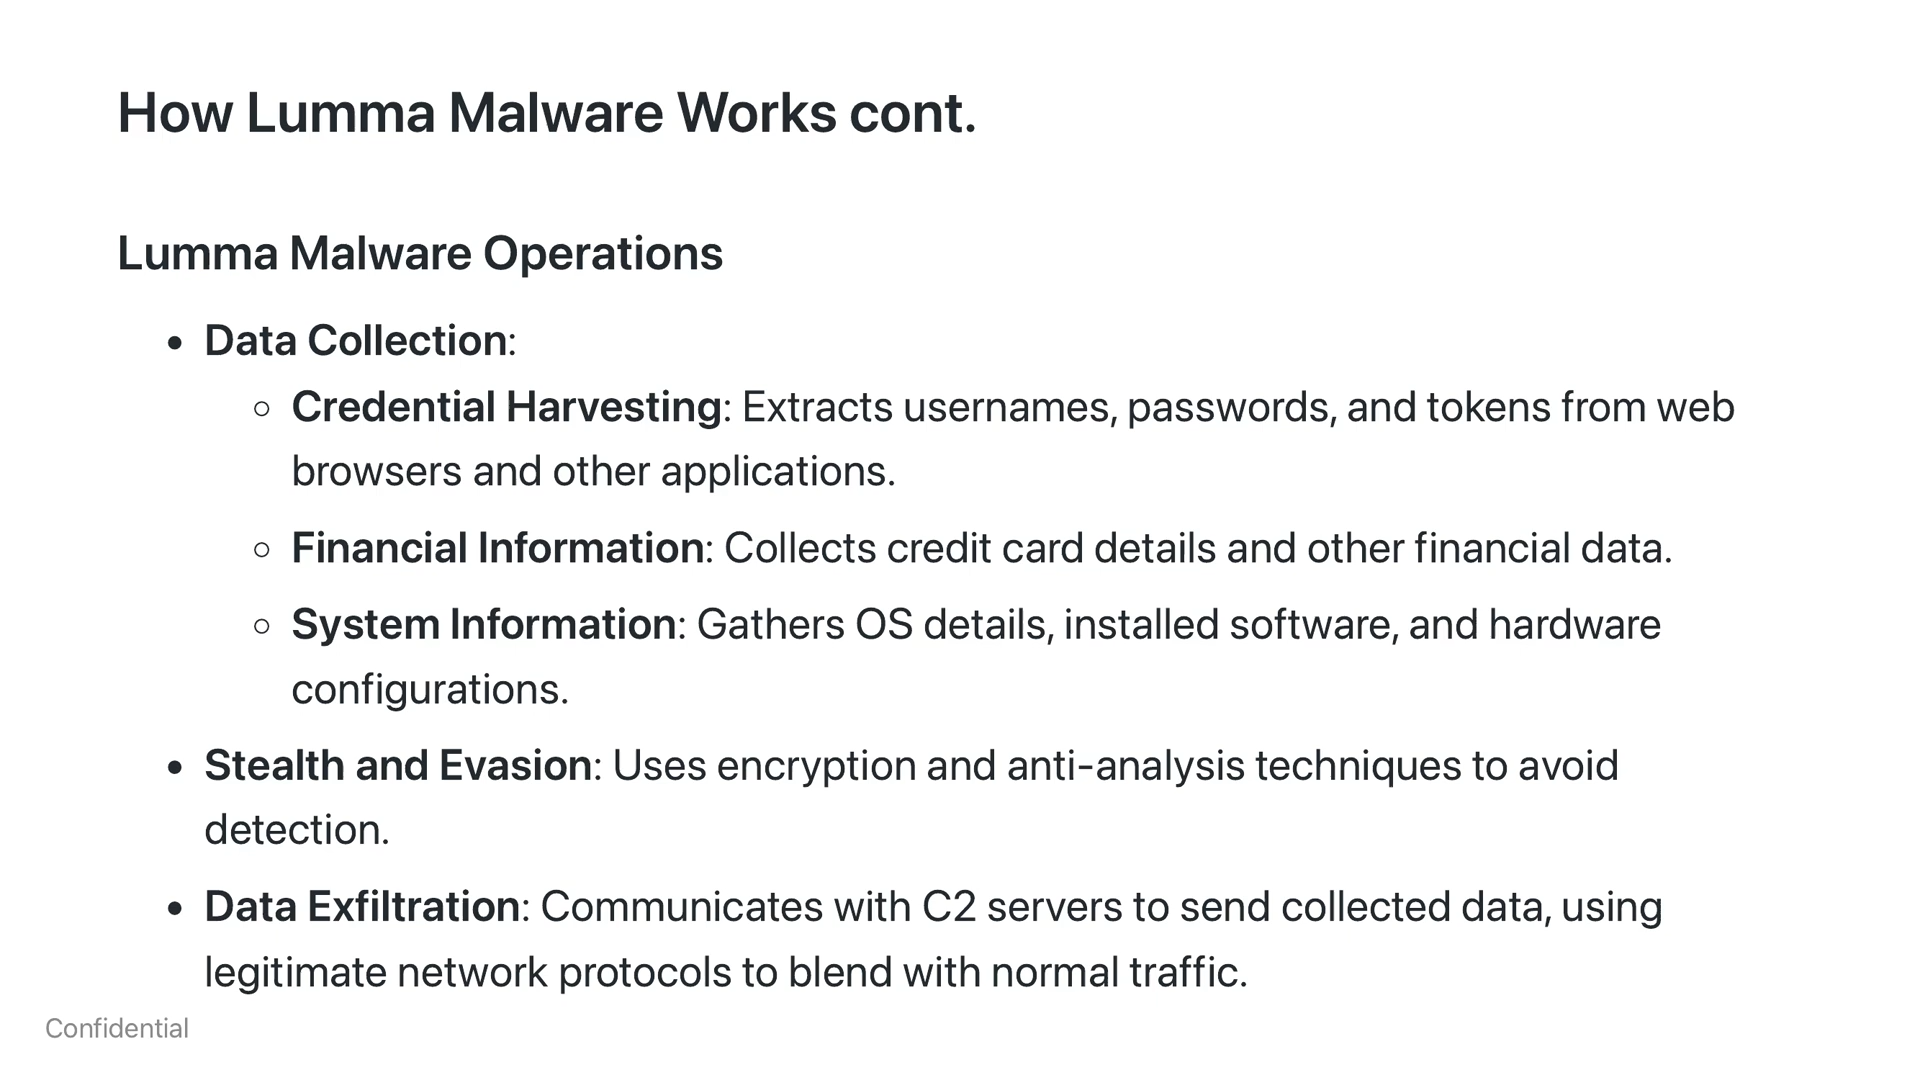 How Lumma Malware Works cont.
Lumma Malware Operations
• Data Collection:
◦ Credential Harvesting: Extracts usernames, passwords, and tokens from web
browsers and other applications.
◦ Financial Information: Collects credit card details and other financial data.
◦ System Information: Gathers OS details, installed software, and hardware
configurations.
• Stealth and Evasion: Uses encryption and anti-analysis techniques to avoid
detection.
• Data Exfiltration: Communicates with C2 servers to send collected data, using
legitimate network protocols to blend with normal traffic.
Confidential